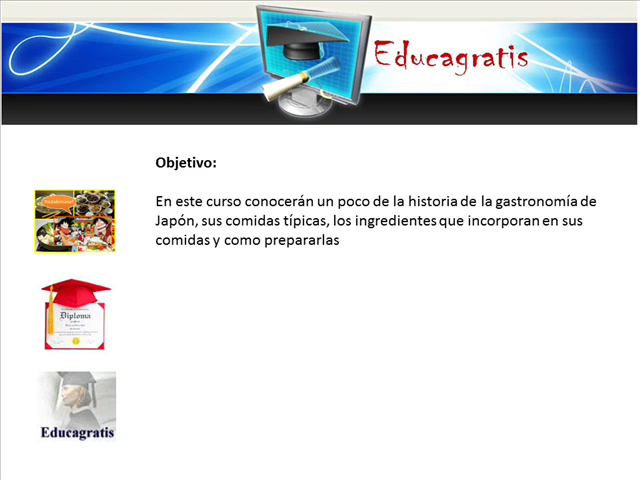 Educagratis
Objetivo:
En este curso conocerán un poco de la historia de la gastronomía de
Japón, sus comidas típicas, los ingredientes que incorporan en sus
comidas y como prepararlas
Diploma
Educagratis